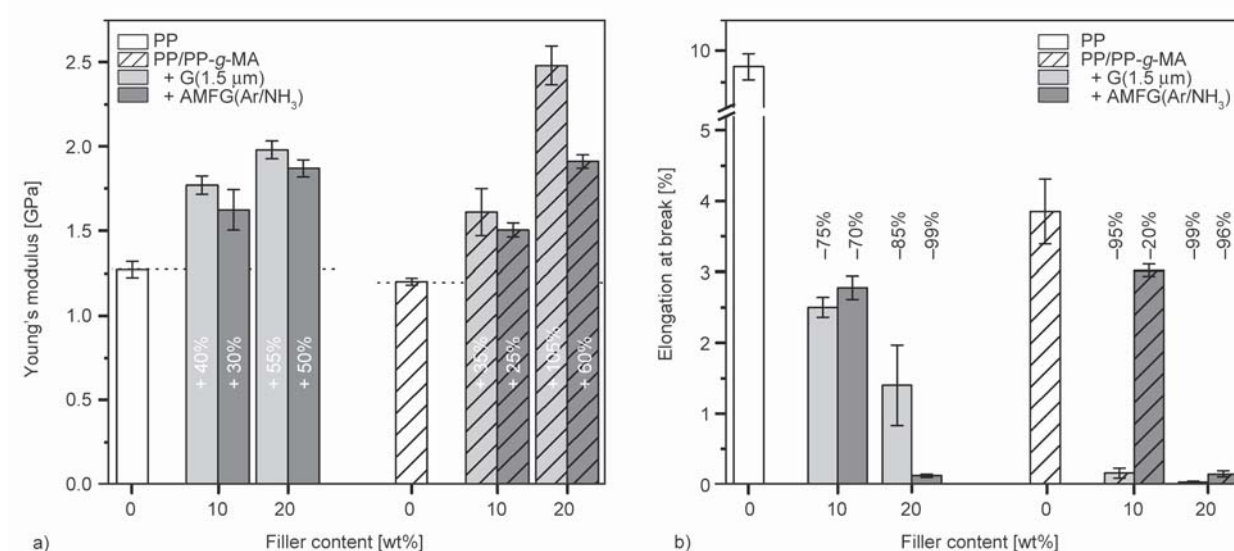 PP
PP/PP-g-MA
+ G(1.5 μm)
+ AMFG(Ar/NH₃)
Young's modulus [GPa]
2.5
2.0
1.5
1.0
0.5
0.0
+ 40%
+ 30%
+ 55%
+ 50%
+ 35%
+ 25%
+ 105%
+ 60%
0
10
20
0
10
20
Filler content [wt%]
a)
PP
PP/PP-g-MA
+ G(1.5 μm)
+ AMFG(Ar/NH₃)
Elongation at break [%]
10
5
4
3
2
1
0
–75%
–70%
–85%
–99%
–95%
–20%
–99%
–96%
0
10
20
0
10
20
Filler content [wt%]
b)